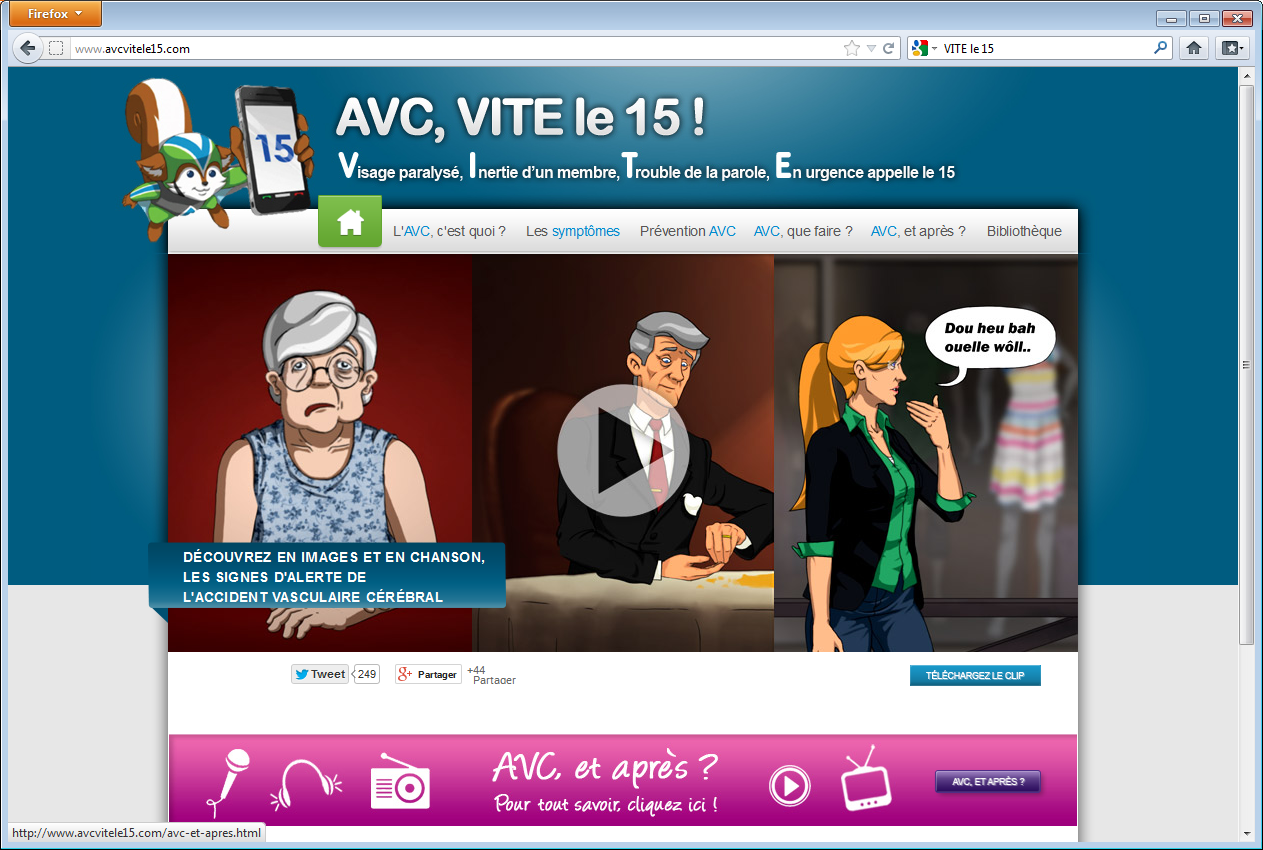 Firefox
www.avcvitele15.com
VITE le 15
15
AVC, VITE le 15 !
Visage paralysé, Inertie d'un membre, Trouble de la parole, En urgence appelle le 15
L'AVC, c'est quoi ?
Les symptômes
Prévention AVC
AVC, que faire ?
AVC, et après ?
Bibliothèque
Dou heu bah
ouelle wôll..
DÉCOUVREZ EN IMAGES ET EN CHANSON,
LES SIGNES D'ALERTE DE
L'ACCIDENT VASCULAIRE CÉRÉBRAL
Tweet
249
g+ Partager
+44
Partager
TÉLÉCHARGEZ LE CLIP
AVC, et après ?
Pour tout savoir, cliquez ici !
AVC, ET APRÈS ?
http://www.avcvitele15.com/avc-et-apres.html